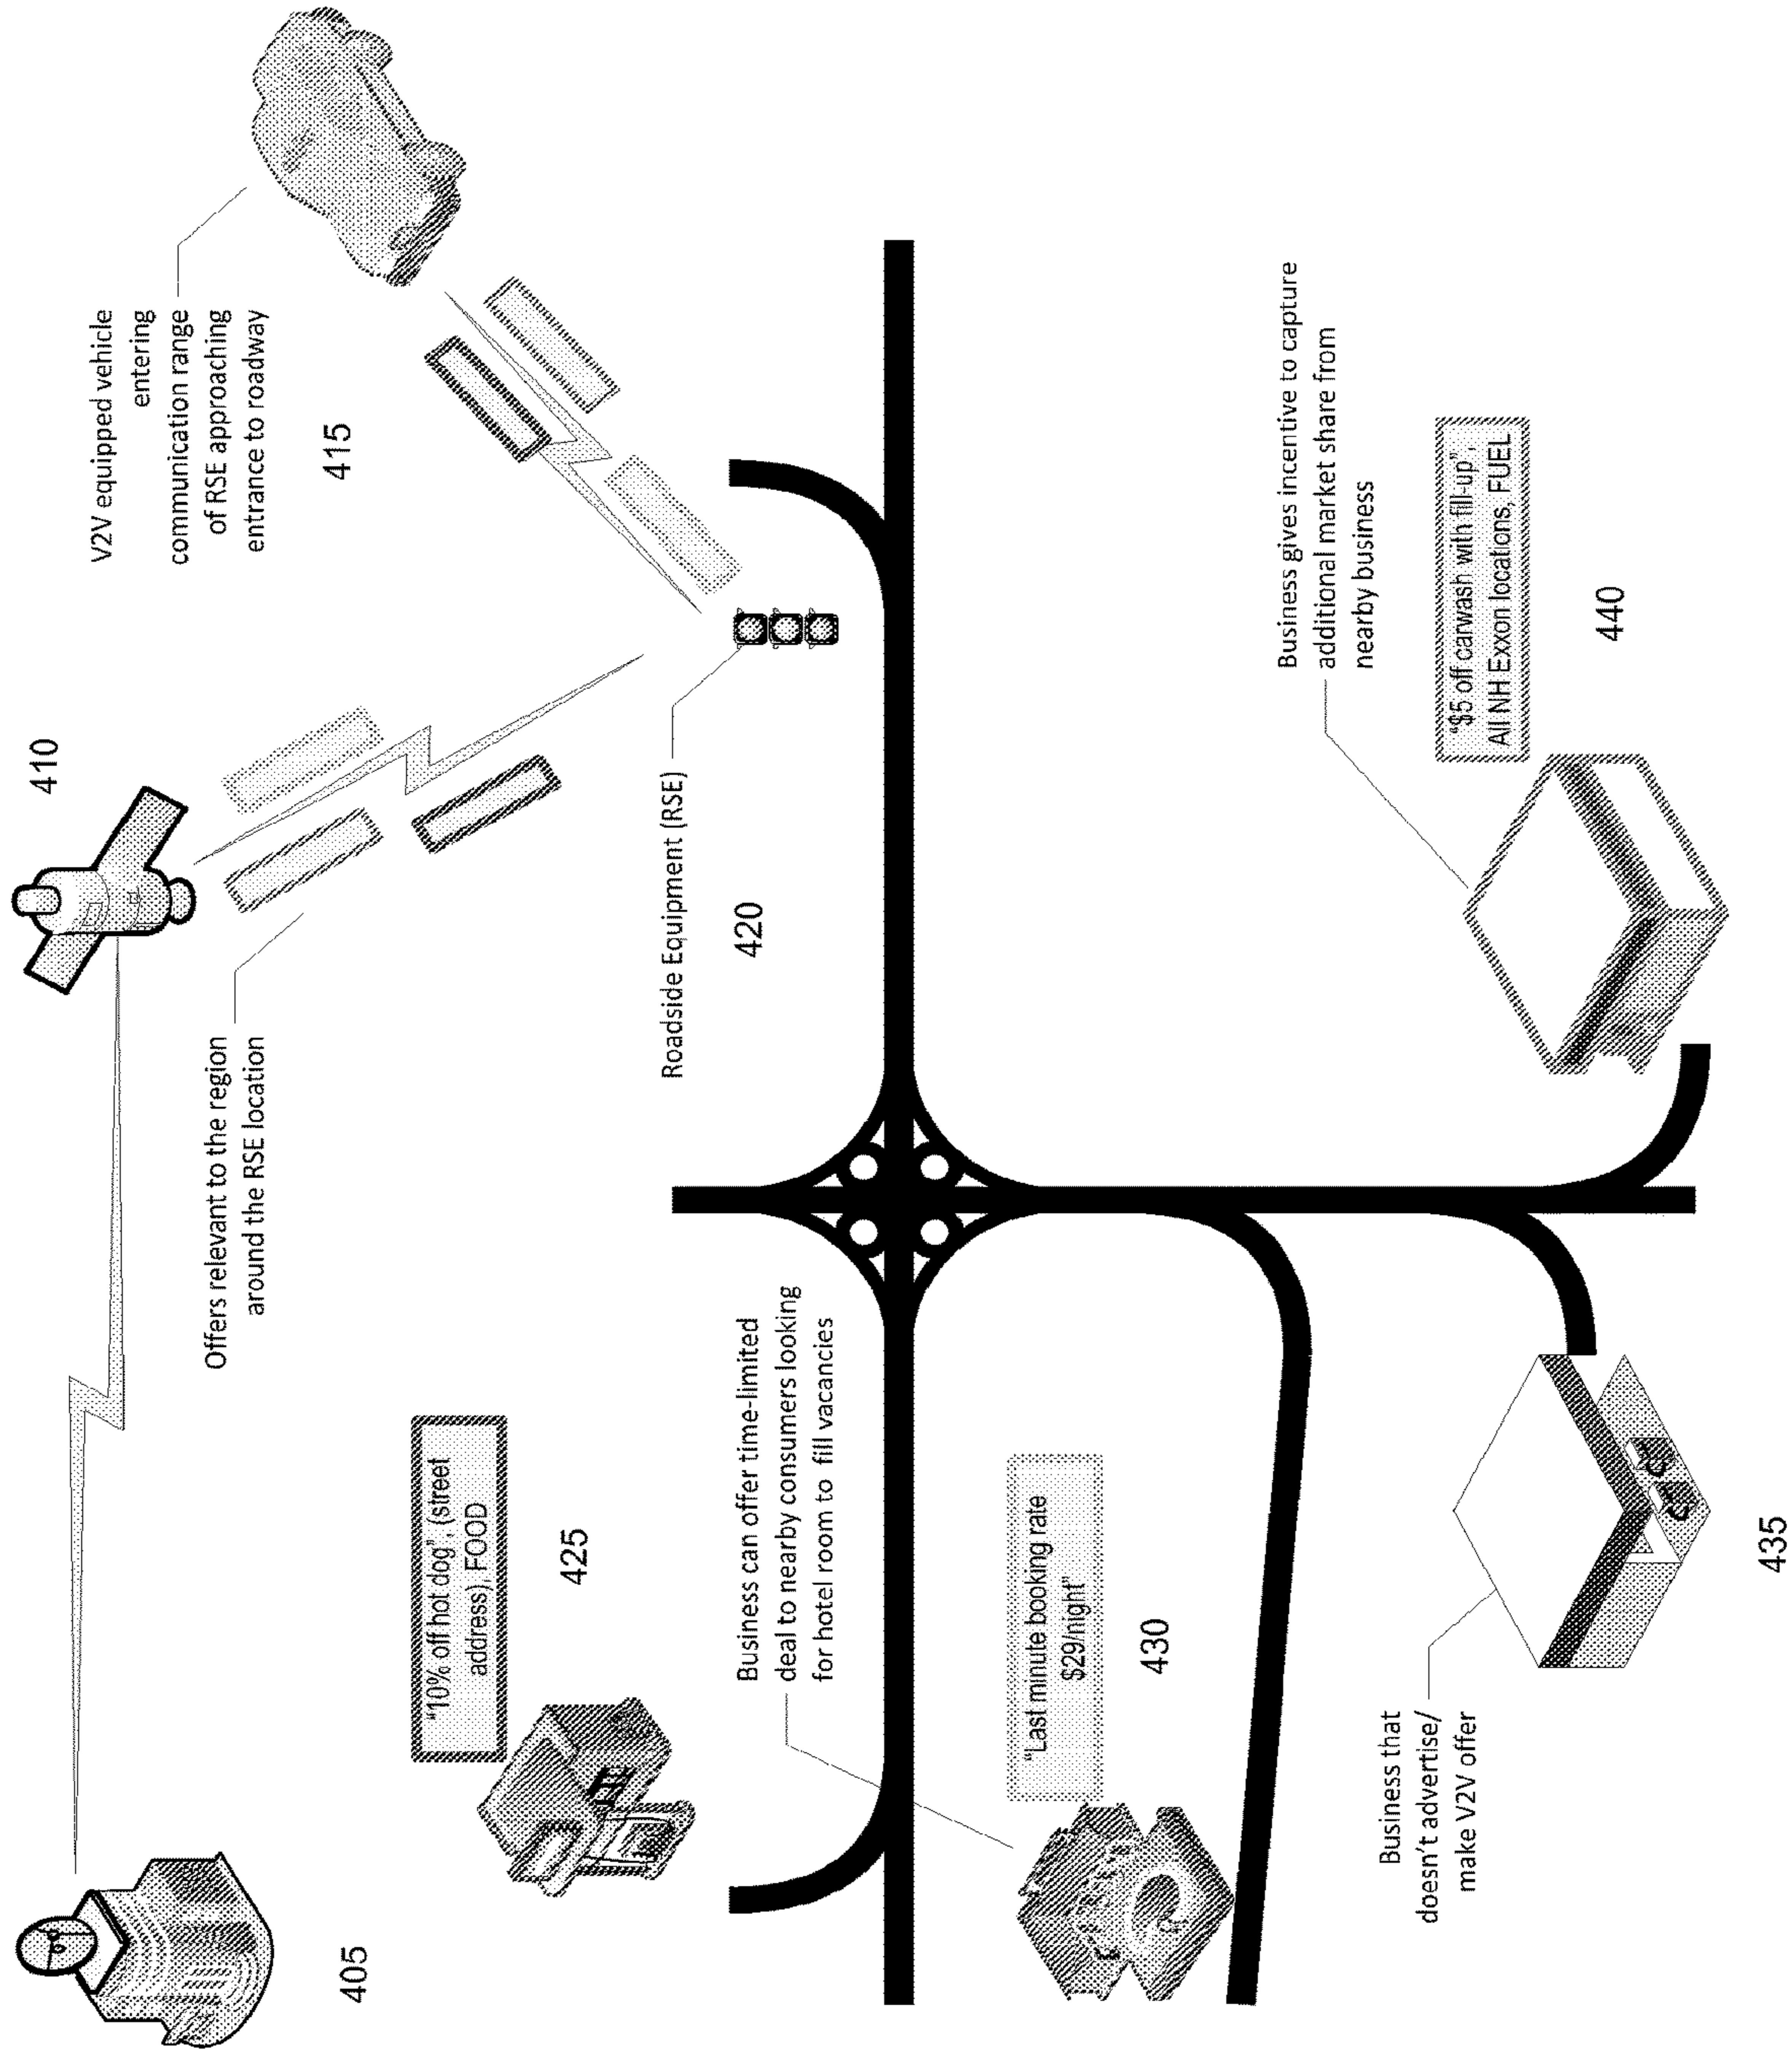 410
V2V equipped vehicle
entering
communication range
of RSE approaching
entrance to roadway
Offers relevant to the region
around the RSE location
415
405
"10% off hot dog", (street
address), FOOD
425
Roadside Equipment (RSE)
420
Business can offer time-limited
deal to nearby consumers looking
for hotel room to fill vacancies
"Last minute booking rate
$29/night"
430
Business gives incentive to capture
additional market share from
nearby business
Business that
doesn't advertise/
make V2V offer
"$5 off carwash with fill-up",
All NH Exxon locations, FUEL
440
435